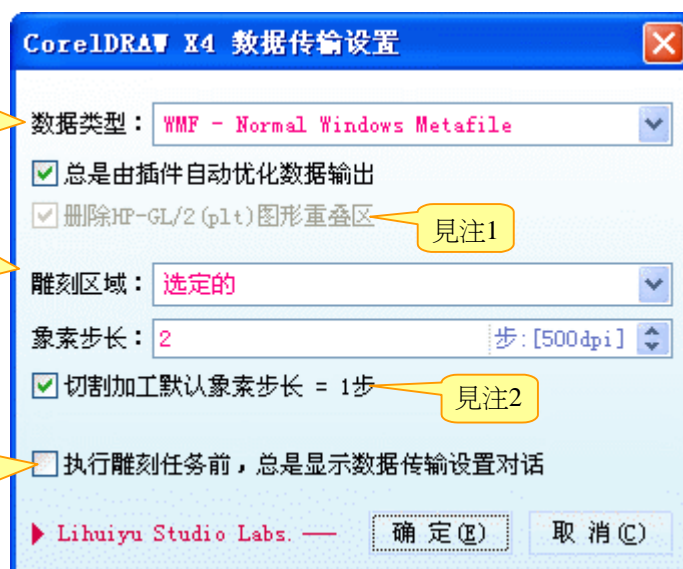 CorelDRAW X4 数据传输设置
数据类型： WMF - Normal Windows Metafile
总是由插件自动优化数据输出
删除HP-GL/2(plt)图形重叠区
見注1
雕刻区域： 选定的
象素步长： 2 步:[500dpi]
切割加工默认象素步长 = 1步
見注2
执行雕刻任务前，总是显示数据传输设置对话
Lihuiyu Studio Labs. —— 确 定(E) 取 消(C)